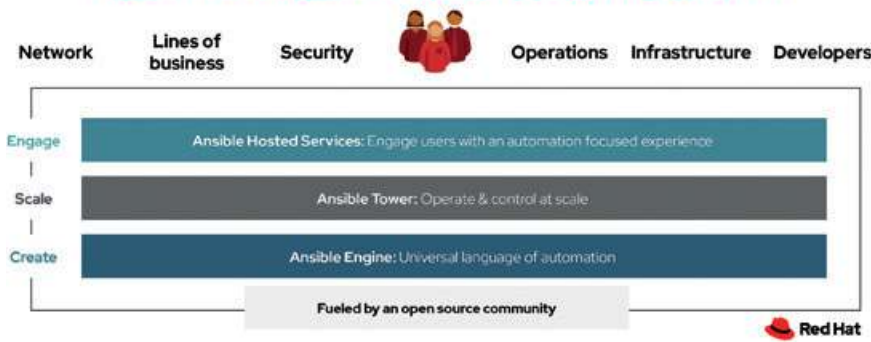 Network Lines of business Security Operations Infrastructure Developers
Engage
Ansible Hosted Services: Engage users with an automation focused experience
Scale
Ansible Tower: Operate & control at scale
Create
Ansible Engine: Universal language of automation
Fueled by an open source community
Red Hat